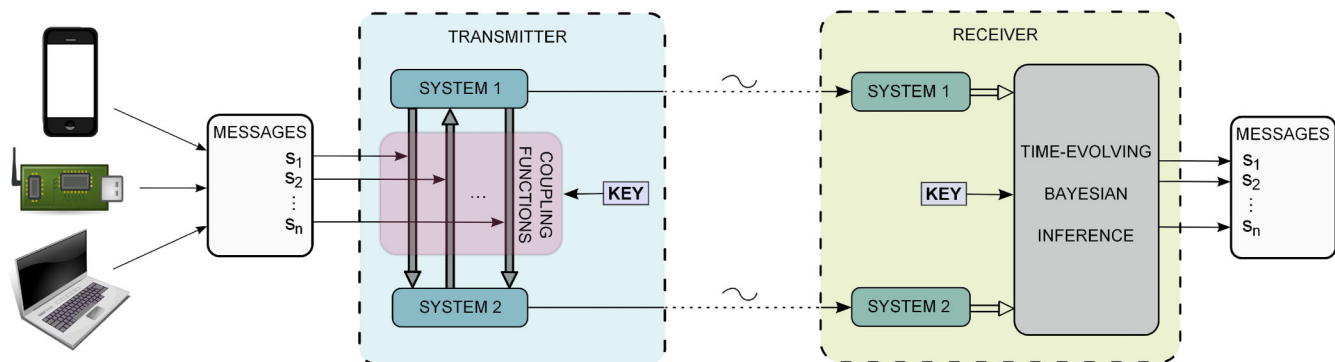 TRANSMITTER
RECEIVER
SYSTEM 1
SYSTEM 1
MESSAGES
S1
S2
...
Sn
...
COUPLING
FUNCTIONS
KEY
KEY
TIME-EVOLVING
BAYESIAN
INFERENCE
MESSAGES
S1
S2
...
Sn
SYSTEM 2
SYSTEM 2